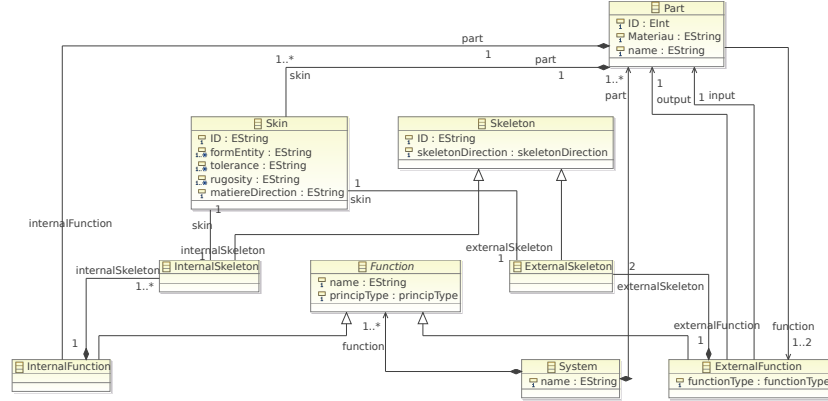 Part
ID : EInt
Materiau : EString
name : EString
part
1
part
1
1..*
skin
1..*
part
1
output
1
input
Skin
ID : EString
formEntity : EString
tolerance : EString
rugosity : EString
matiereDirection : EString
Skeleton
ID : EString
skeletonDirection : skeletonDirection
1
skin
1
skin
internalFunction
internalSkeleton
1
externalSkeleton
1
internalSkeleton
1..*
InternalSkeleton
Function
name : EString
principType : principType
ExternalSkeleton
2
externalSkeleton
1..*
function
externalFunction
1
function
1..2
1
InternalFunction
System
name : EString
ExternalFunction
functionType : functionType